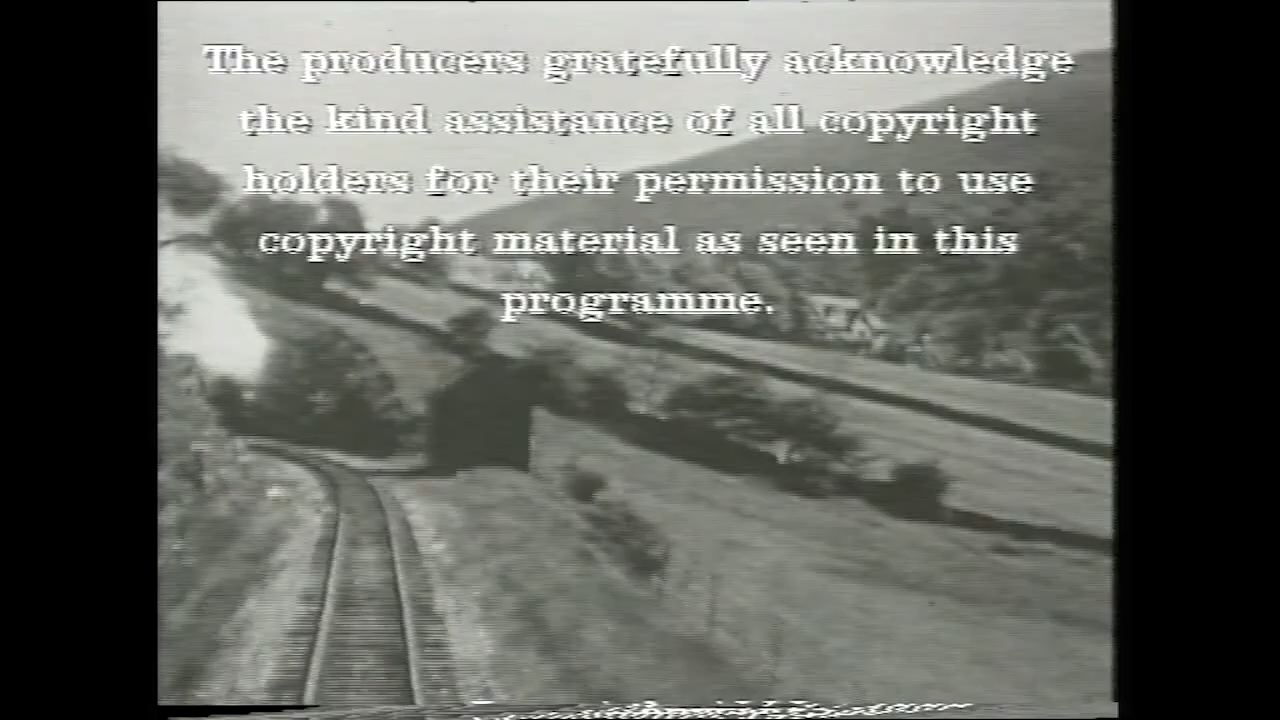 The producers gratefully acknowledge
the kind assistance of all copyright
holders for their permission to use
copyright material as seen in this
programme.